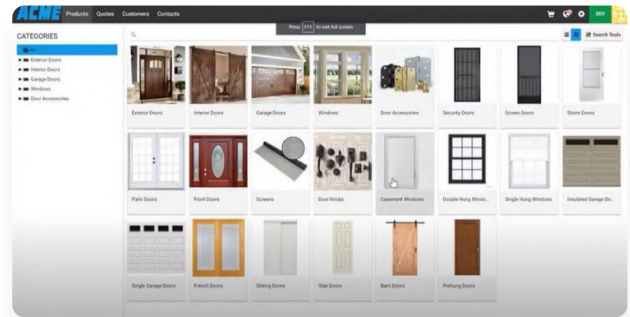 ACME Products Quotes Customers Contacts
Press F11 to exit full screen
DEV
CATEGORIES
Search Tools
All
Exterior Doors
Interior Doors
Garage Doors
Windows
Door Accessories
Exterior Doors
Interior Doors
Garage Doors
Windows
Door Accessories
Security Doors
Screen Doors
Storm Doors
Patio Doors
Front Doors
Screens
Door Knobs
Casement Windows
Double Hung Windo...
Single Hung Windows
Insulated Garage Do...
Single Garage Doors
French Doors
Sliding Doors
Slab Doors
Barn Doors
Prehung Doors